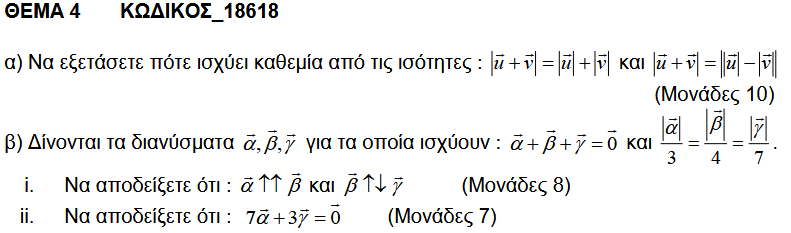 ΘΕΜΑ 4 ΚΩΔΙΚΟΣ_18618
α) Να εξετάσετε πότε ισχύει καθεμία από τις ισότητες : |u⃗ + v⃗| = |u⃗| + |v⃗| και |u⃗ + v⃗| = ||u⃗| − |v⃗||
(Μονάδες 10)
β) Δίνονται τα διανύσματα α⃗, β⃗, γ⃗ για τα οποία ισχύουν : α⃗ + β⃗ + γ⃗ = 0⃗ και |α⃗|/3 = |β⃗|/4 = |γ⃗|/7 .
i. Να αποδείξετε ότι : α⃗ ↑↑ β⃗ και β⃗ ↑↓ γ⃗ (Μονάδες 8)
ii. Να αποδείξετε ότι : 7α⃗ + 3γ⃗ = 0⃗ (Μονάδες 7)